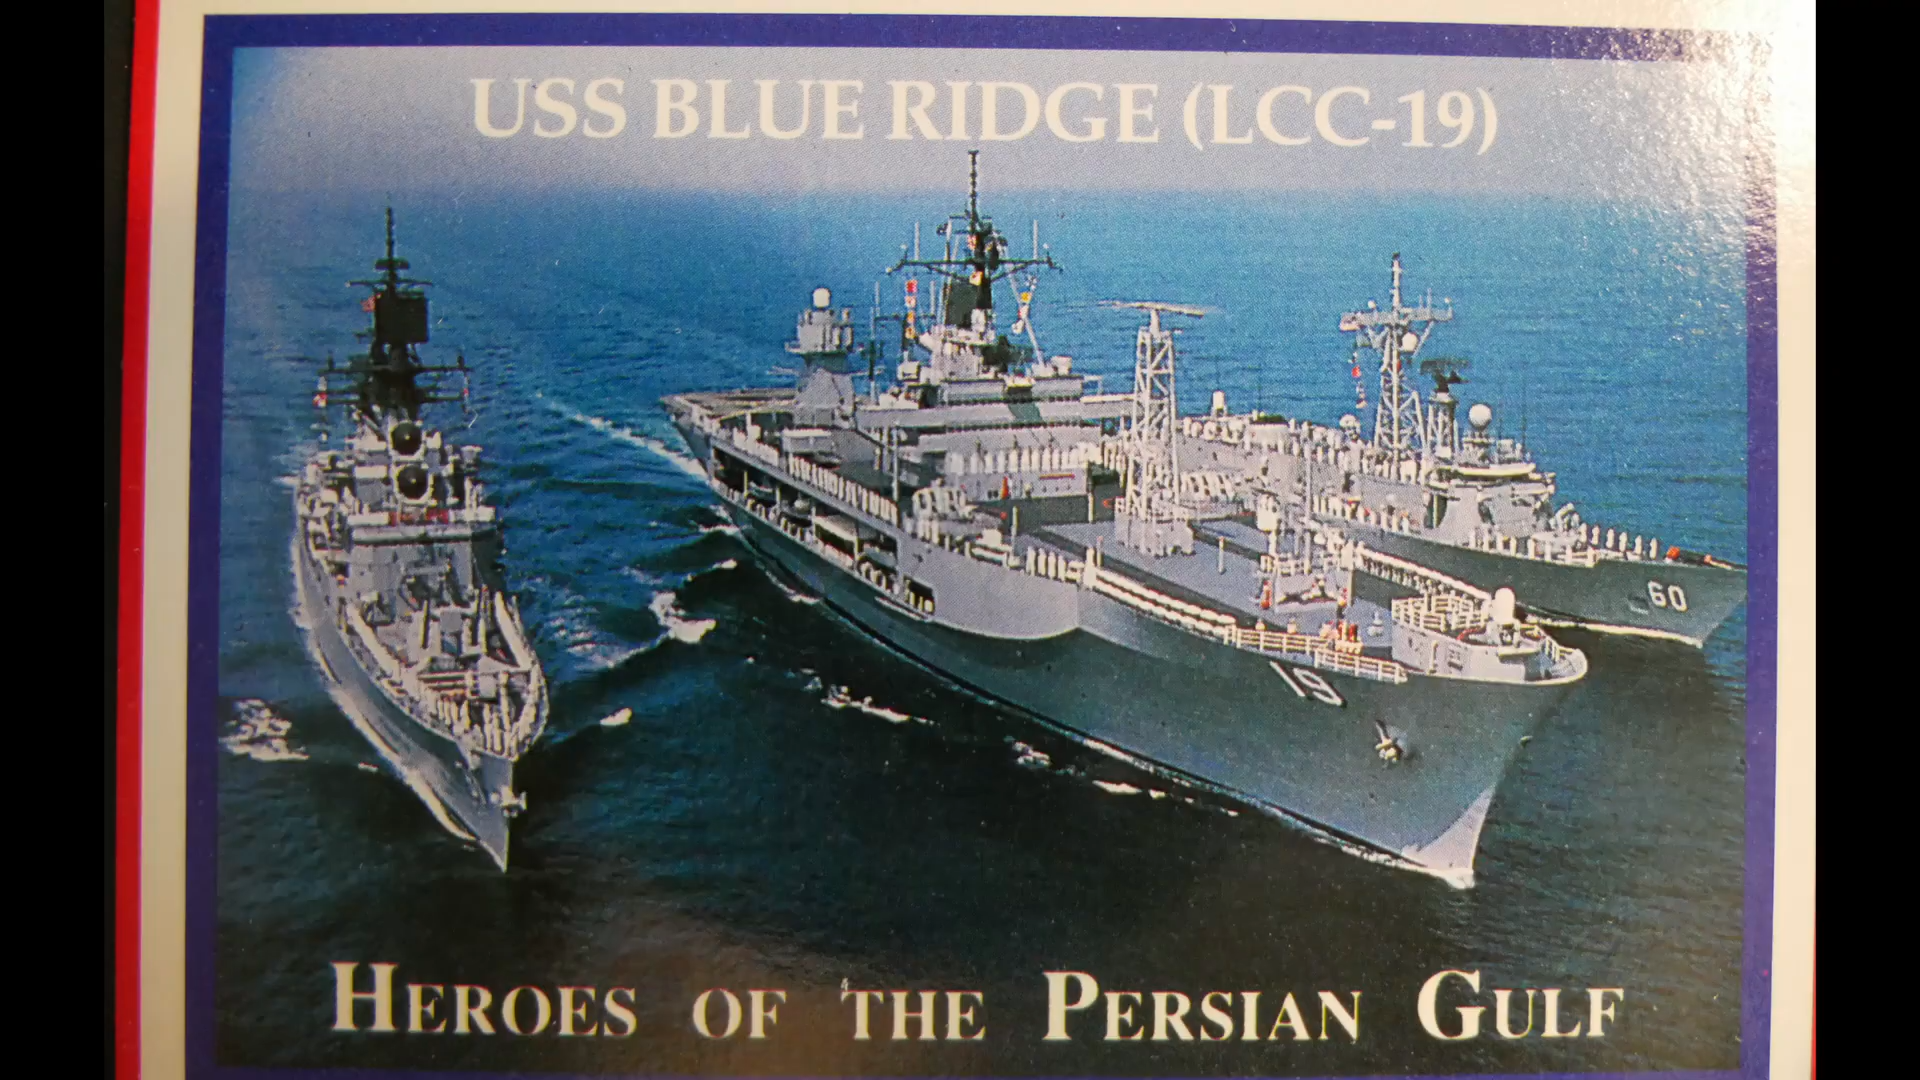 USS BLUE RIDGE (LCC-19)
60
19
HEROES OF THE PERSIAN GULF